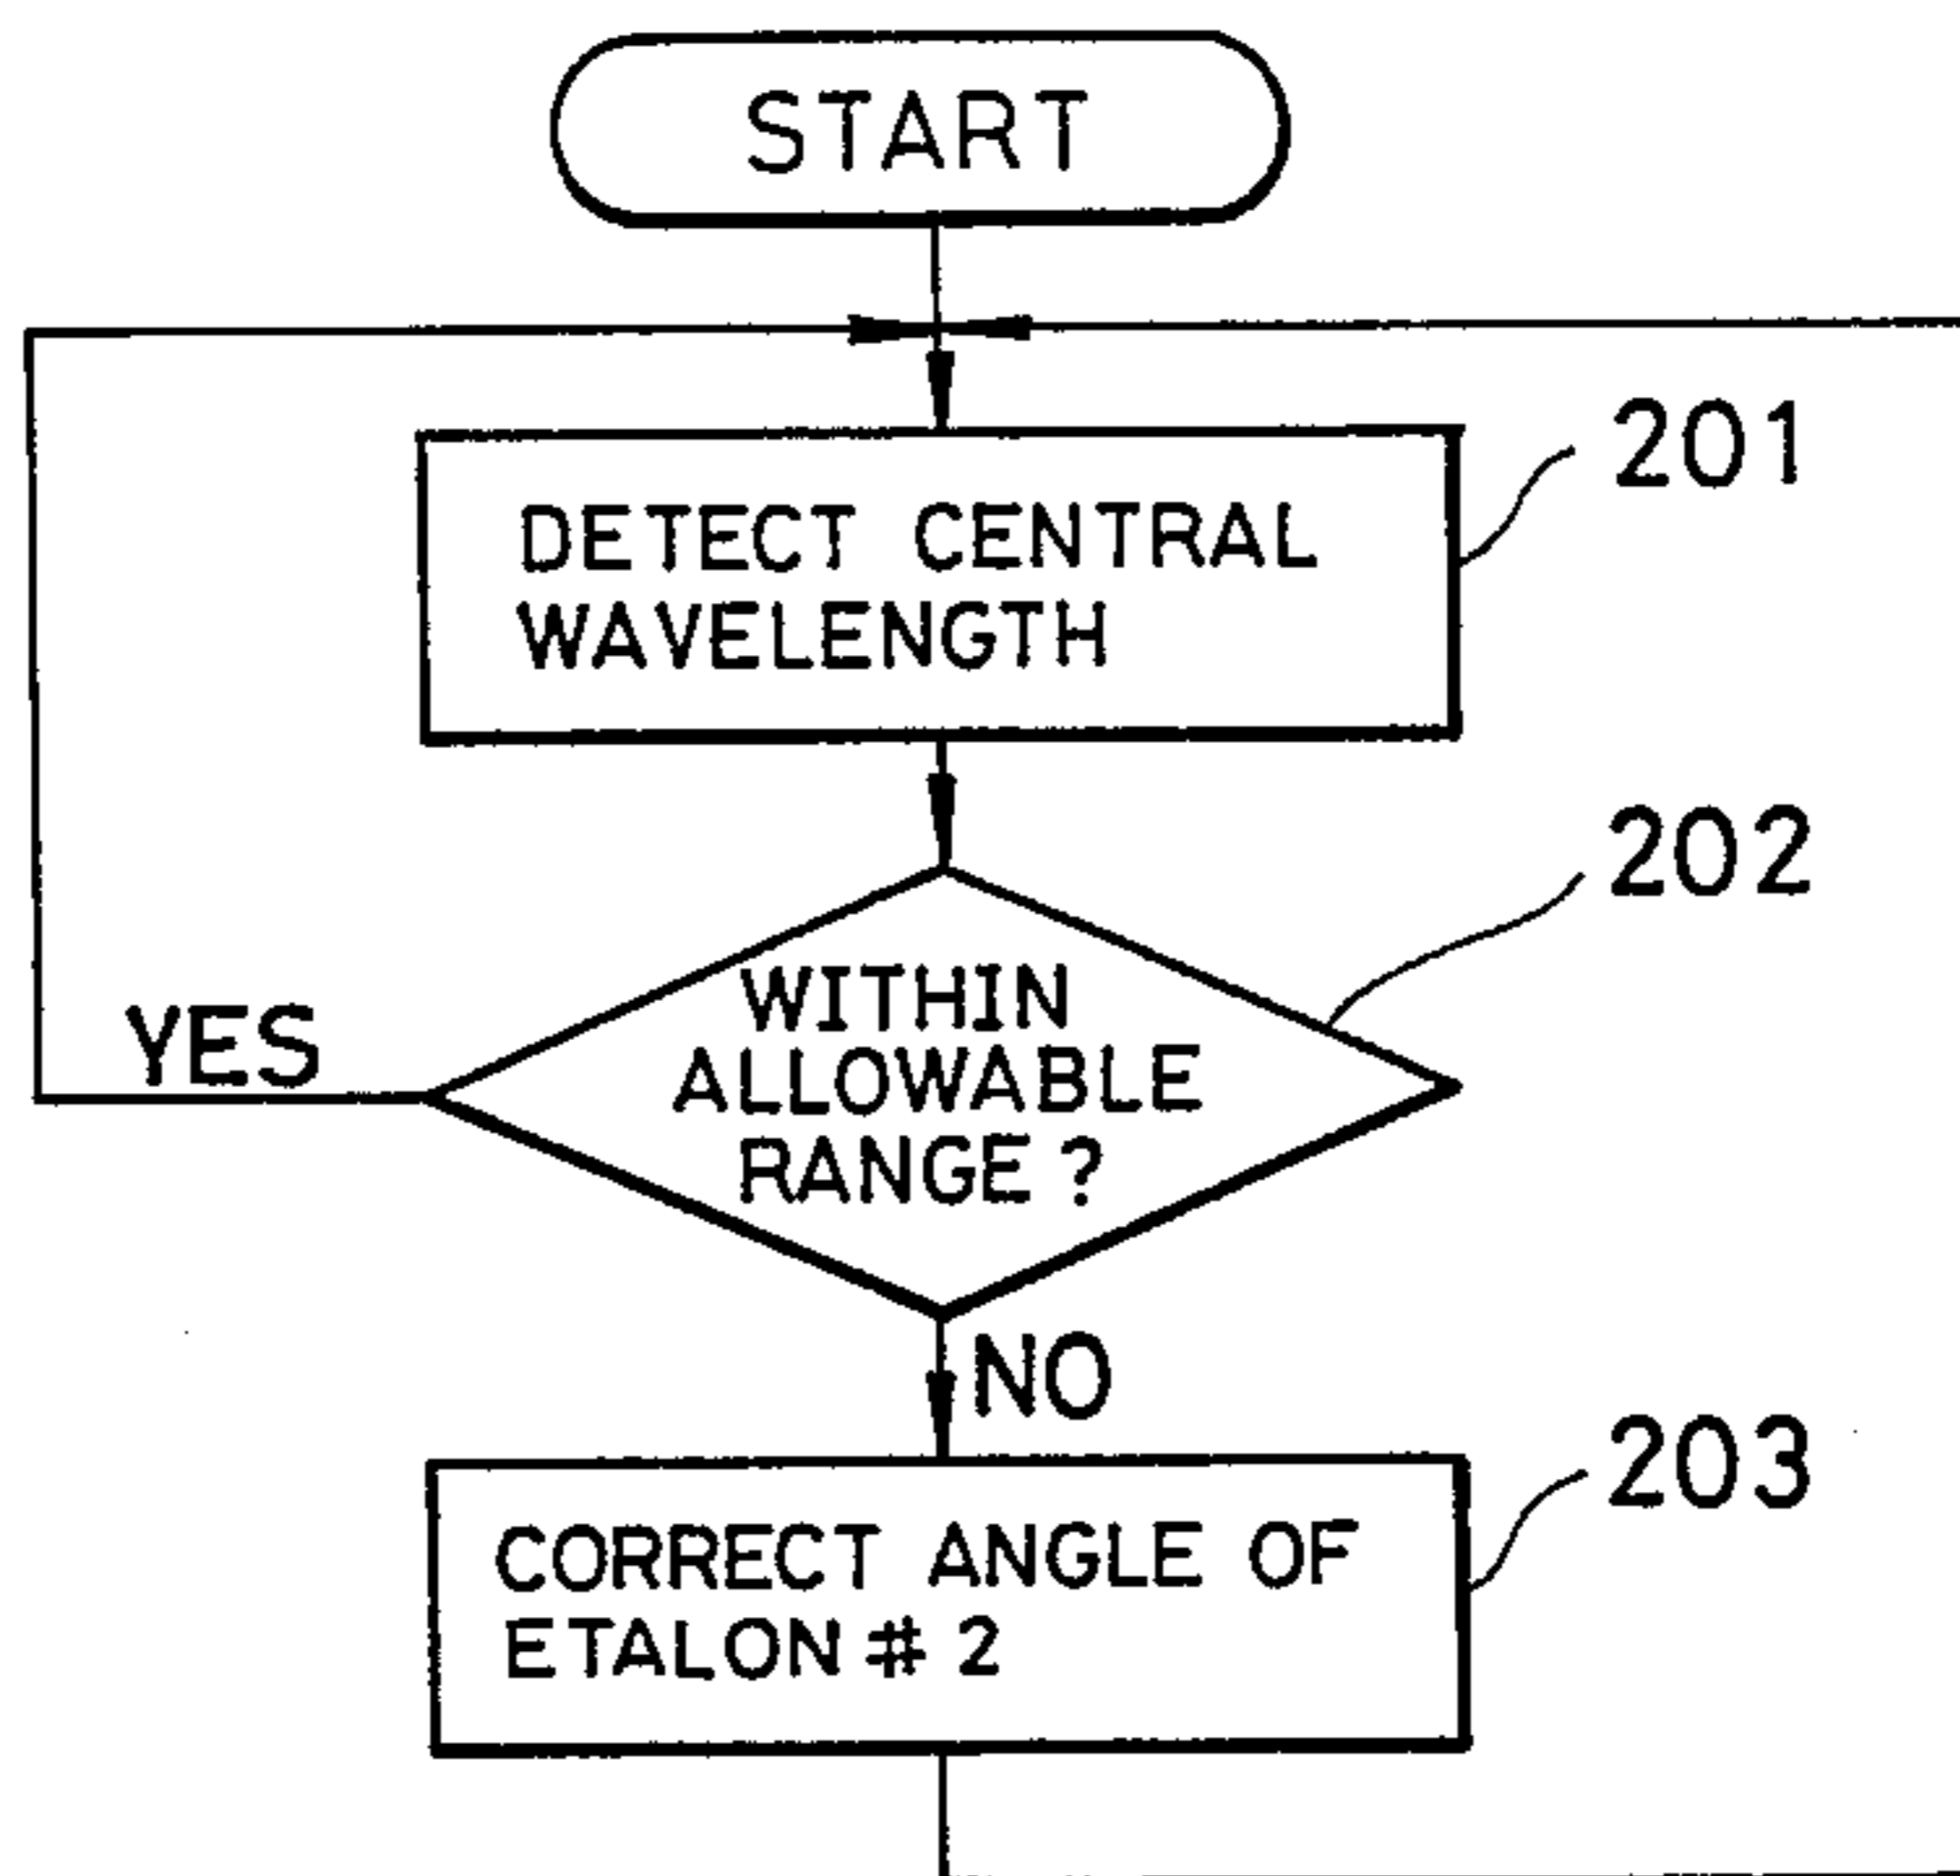 START
201
DETECT CENTRAL
WAVELENGTH
202
WITHIN
ALLOWABLE
RANGE ?
YES
NO
203
CORRECT ANGLE OF
ETALON # 2